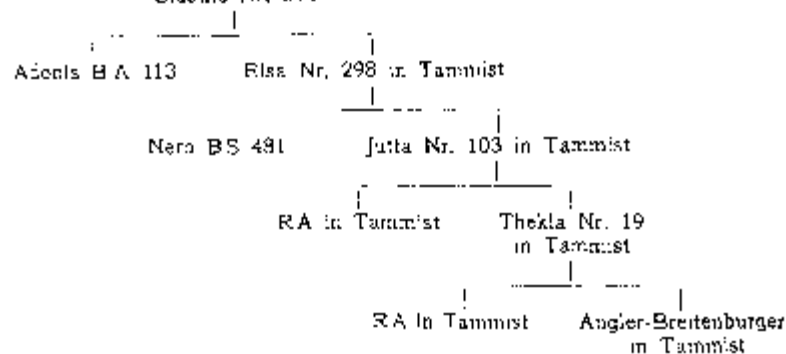 Adonis B A 113 Elsa Nr. 298 in Tammist
Nero BS 481 Jutta Nr. 103 in Tammist
RA in Tammist Thekla Nr. 19
in Tammist
RA in Tammist Angler-Breitenburger
in Tammist